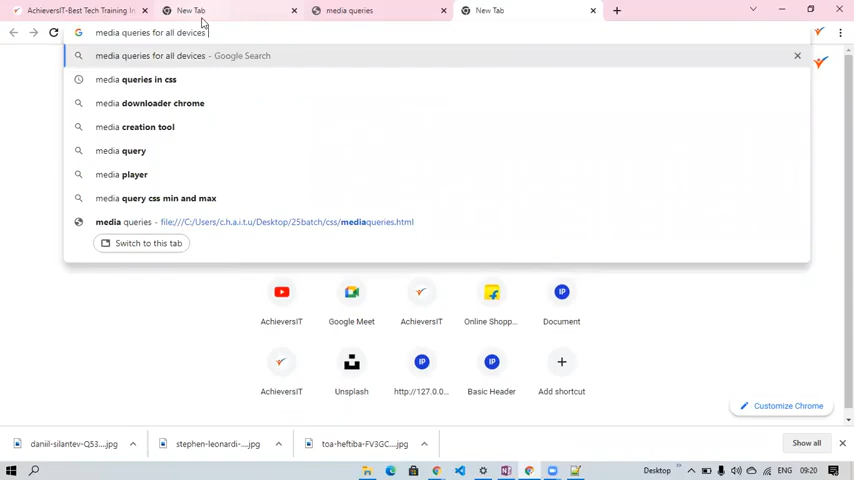 AchieversIT-Best Tech Training In
New Tab
media queries
New Tab
media queries for all devices
media queries for all devices - Google Search
media queries in css
media downloader chrome
media creation tool
media query
media player
media query css min and max
media queries - file:///C:/Users/c.h.a.i.t.u/Desktop/25batch/css/mediaqueries.html
Switch to this tab
IP
IP
AchieversIT
Google Meet
AchieversIT
Online Shopp...
Document
IP
IP
AchieversIT
Unsplash
http://127.0...
Basic Header
Add shortcut
Customize Chrome
daniil-silantev-Q53....jpg
stephen-leonardi-....jpg
toa-heftiba-FV3GC....jpg
Show all
Desktop
ENG
09:20